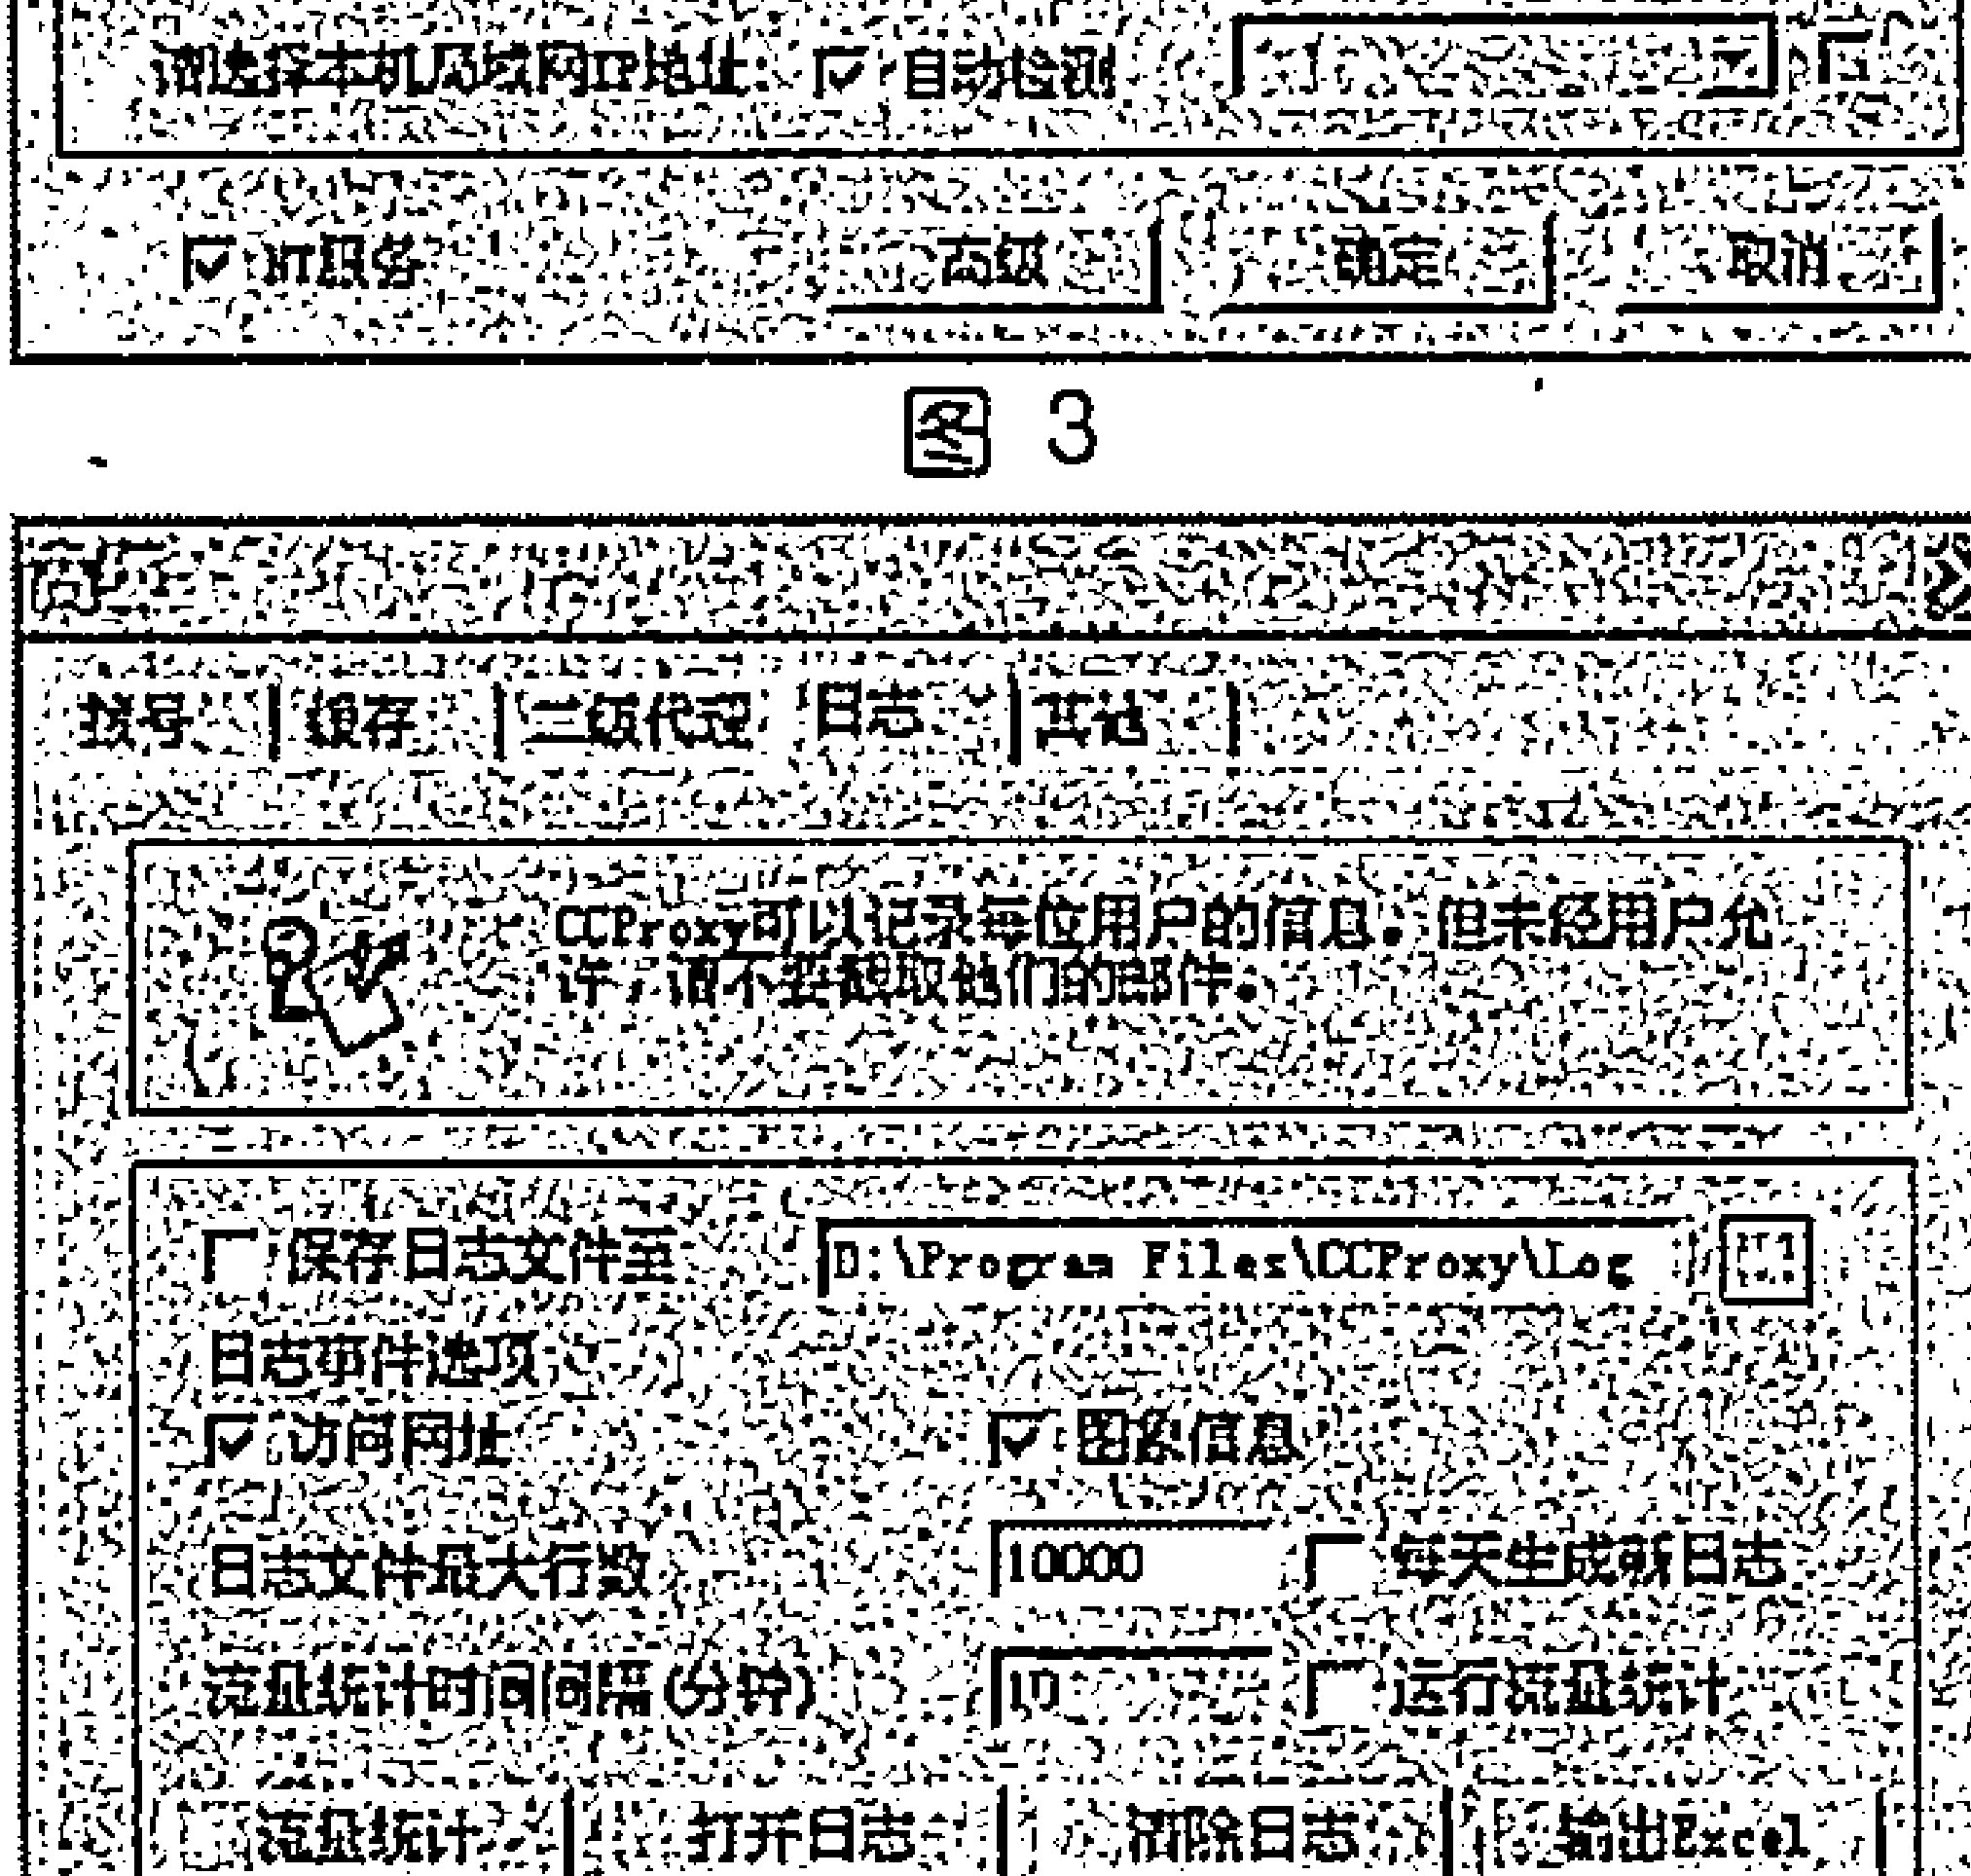 请选择本机局域网IP地址: 自动检测
NT服务 高级 确定 取消
图 3
拨号 缓存 二级代理 日志 其他
CCProxy可以记录每位用户的信息。但未经用户允
许，请不要截取他们的邮件。
保存日志文件至 D:\Program Files\CCProxy\Log
日志事件选项
访问网址 图象信息
日志文件最大行数 10000 每天生成新日志
流量统计时间间隔(分钟) 10 运行流量统计
流量统计 打开日志 清除日志 输出Excel